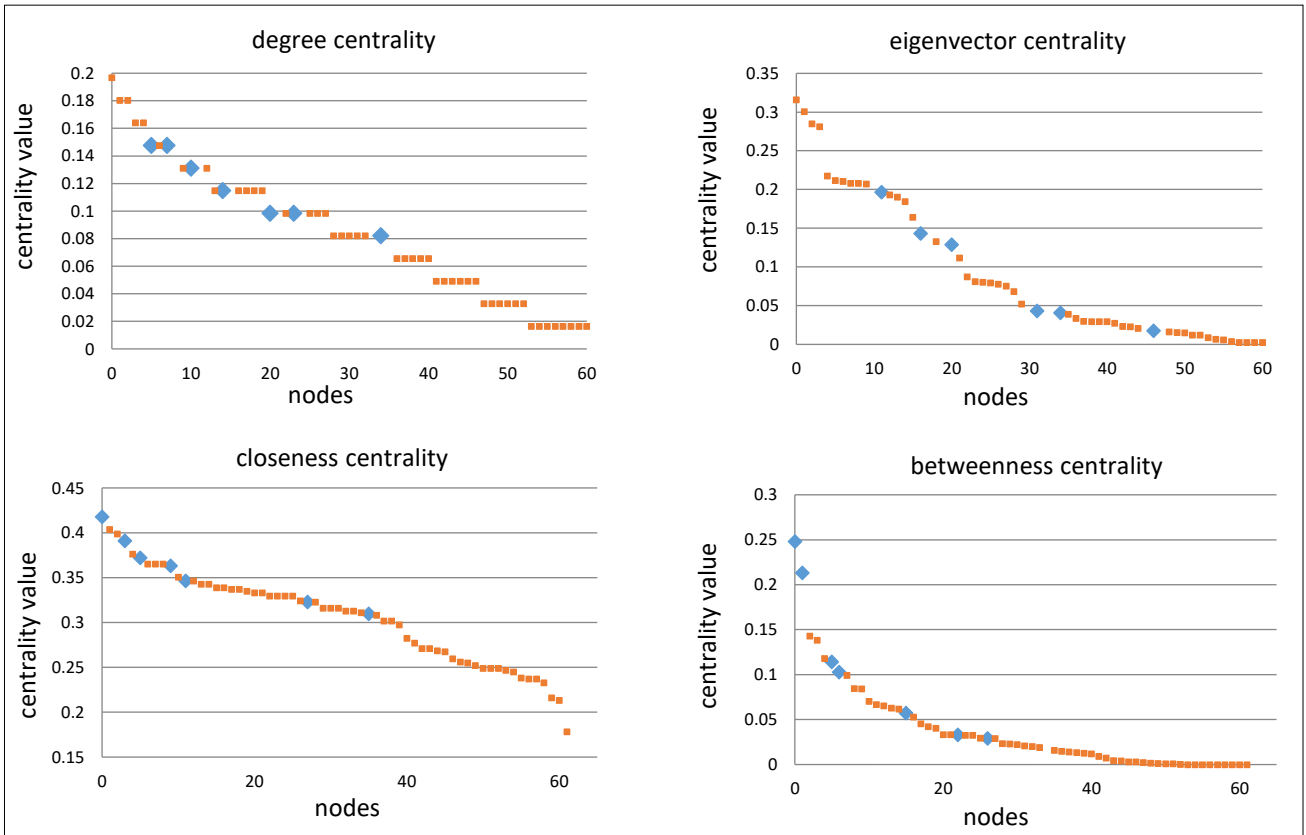 degree centrality
centrality value
0.2
0.18
0.16
0.14
0.12
0.1
0.08
0.06
0.04
0.02
0
0 10 20 30 40 50 60
nodes
eigenvector centrality
centrality value
0.35
0.3
0.25
0.2
0.15
0.1
0.05
0
0 10 20 30 40 50 60
nodes
closeness centrality
centrality value
0.45
0.4
0.35
0.3
0.25
0.2
0.15
0 20 40 60
nodes
betweenness centrality
centrality value
0.3
0.25
0.2
0.15
0.1
0.05
0
0 20 40 60
nodes